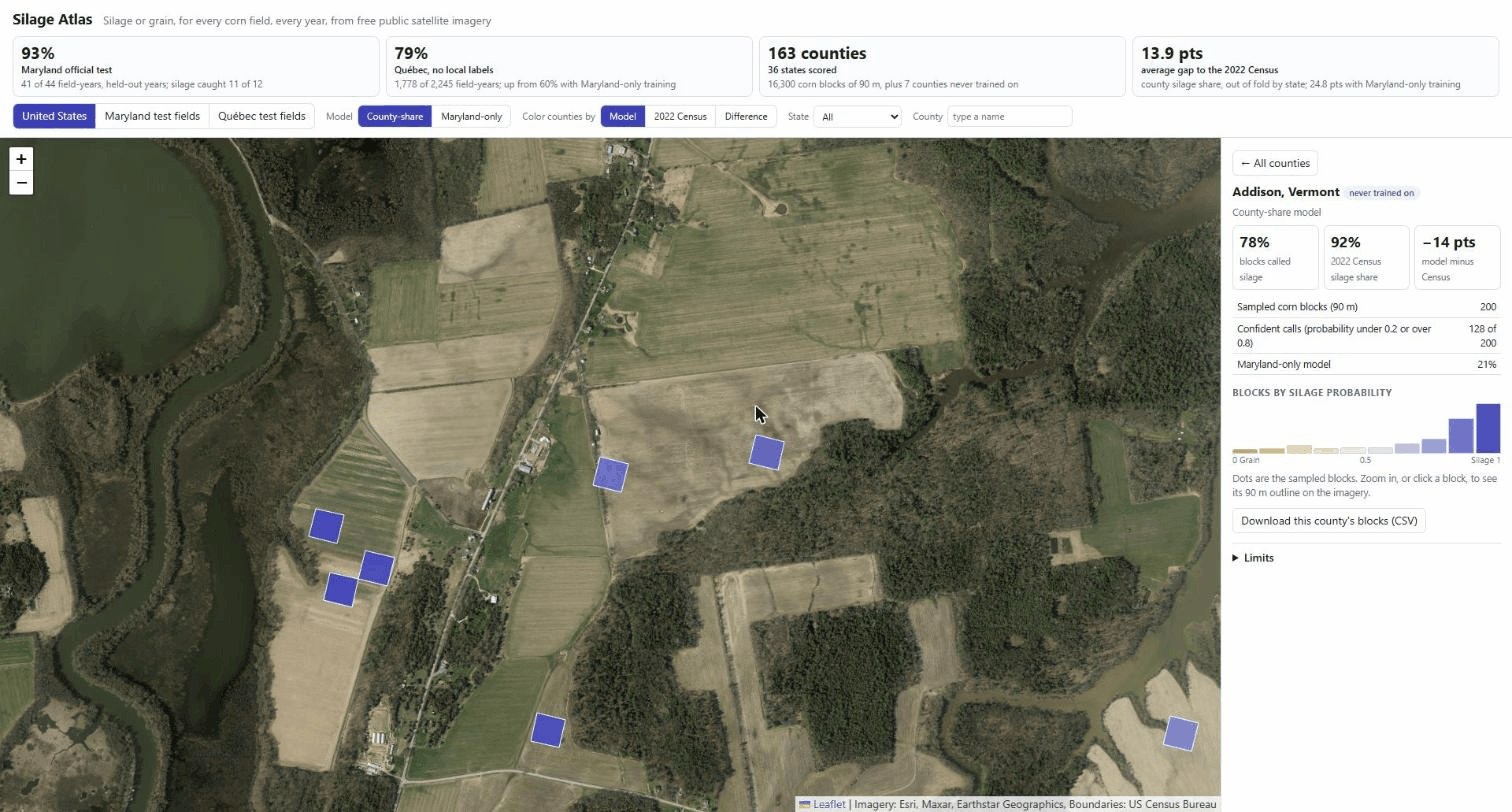 Silage Atlas Silage or grain, for every corn field, every year, from free public satellite imagery
93%
Maryland official test
41 of 44 field-years, held-out years; silage caught 11 of 12
79%
Québec, no local labels
1,778 of 2,245 field-years; up from 60% with Maryland-only training
163 counties
36 states scored
16,300 corn blocks of 90 m, plus 7 counties never trained on
13.9 pts
average gap to the 2022 Census
county silage share, out of fold by state; 24.8 pts with Maryland-only training
United States Maryland test fields Québec test fields Model County-share Maryland-only Color counties by Model 2022 Census Difference State All County type a name
+
−
← All counties
Addison, Vermont never trained on
County-share model
78%
blocks called
silage
92%
2022 Census
silage share
−14 pts
model minus
Census
Sampled corn blocks (90 m) 200
Confident calls (probability under 0.2 or over 128 of
0.8) 200
Maryland-only model 21%
BLOCKS BY SILAGE PROBABILITY
0 Grain 0.5 Silage 1
Dots are the sampled blocks. Zoom in, or click a block, to see
its 90 m outline on the imagery.
Download this county's blocks (CSV)
Limits
Leaflet | Imagery: Esri, Maxar, Earthstar Geographics, Boundaries: US Census Bureau